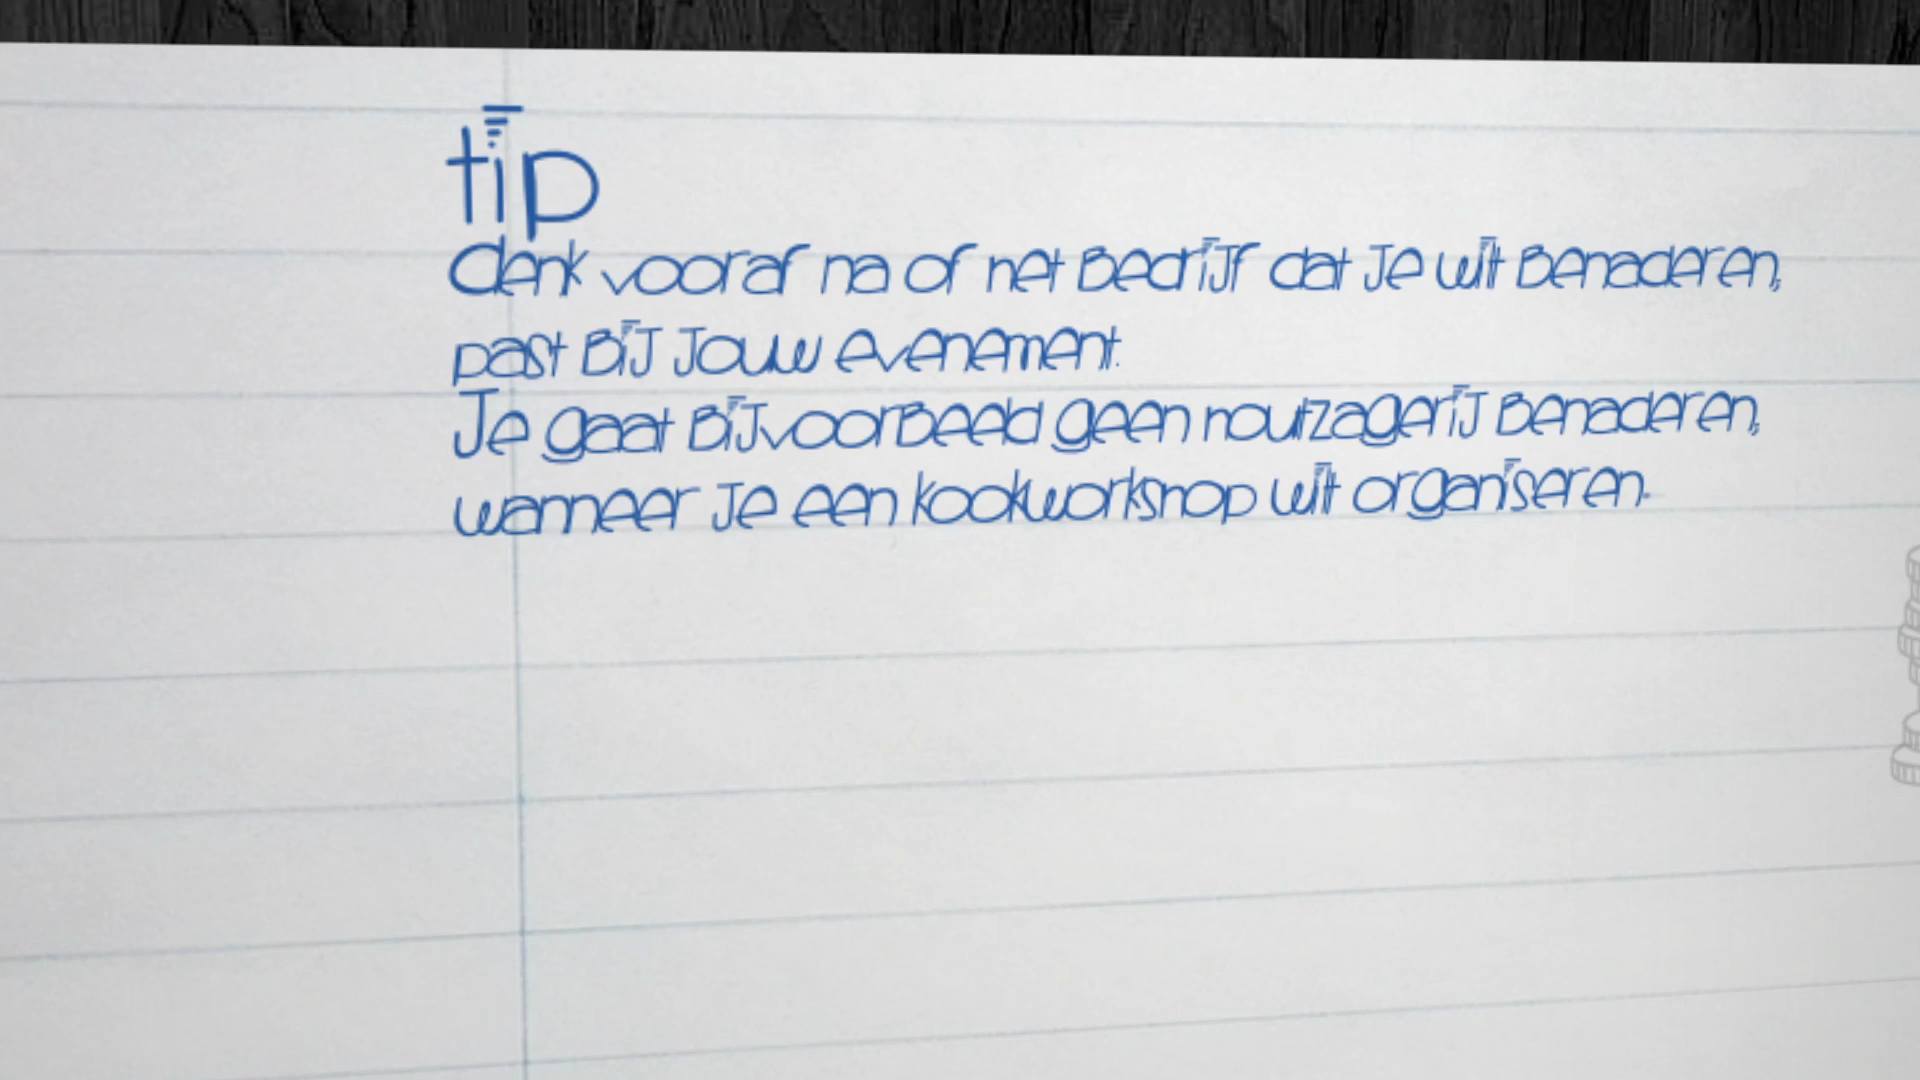 tip
Denk vooraf na of het bedrijf dat je wilt benaderen,
past bij jouw evenement.
Je gaat bijvoorbeeld geen houtzagerij benaderen,
wanneer je een kookworkshop wilt organiseren.